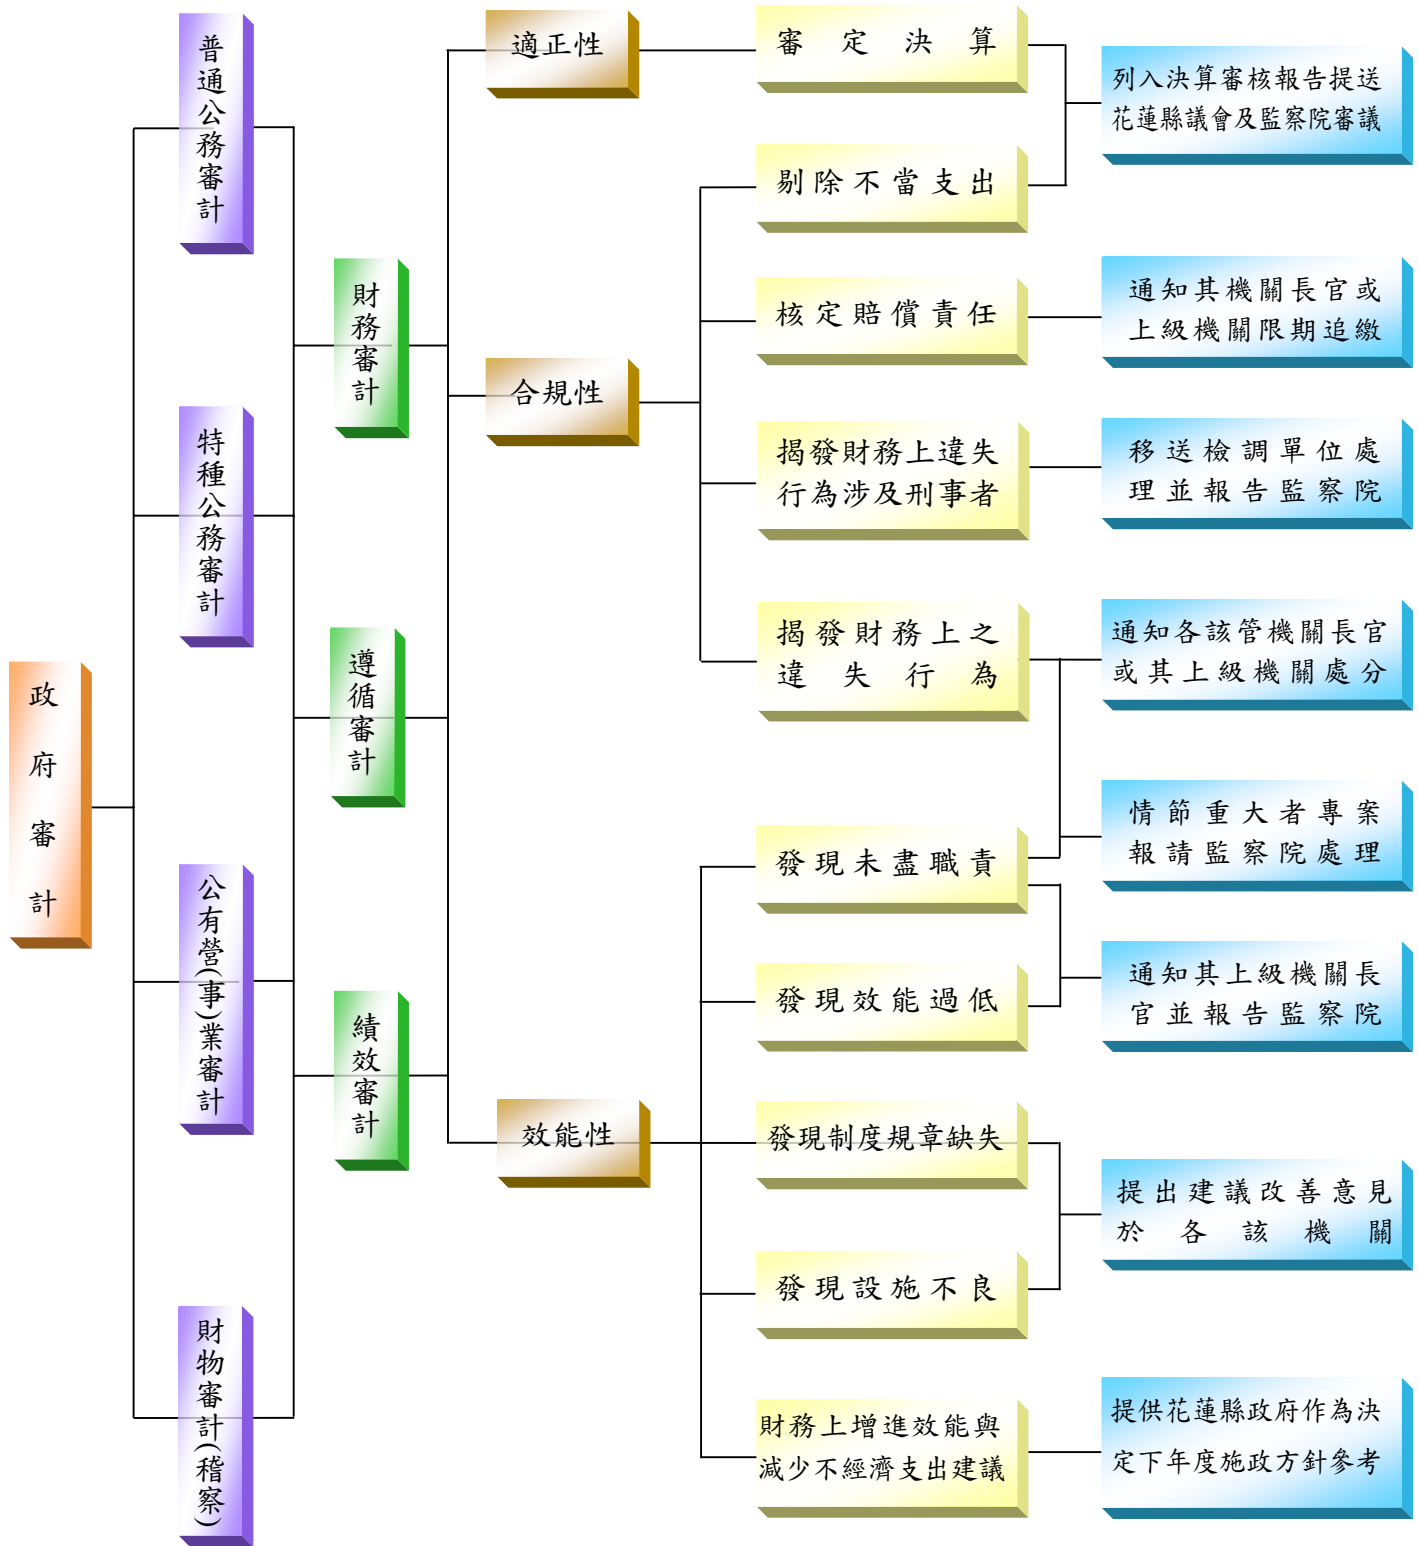 政府審計
普通公務審計
特種公務審計
公有營(事)業審計
財物審計(稽察)
財務審計
遵循審計
績效審計
適正性
合規性
效能性
審定決算
剔除不當支出
核定賠償責任
揭發財務上違失
行為涉及刑事者
揭發財務上之
違失行為
發現未盡職責
發現效能過低
發現制度規章缺失
發現設施不良
財務上增進效能與
減少不經濟支出建議
列入決算審核報告提送
花蓮縣議會及監察院審議
通知其機關長官或
上級機關限期追繳
移送檢調單位處
理並報告監察院
通知各該管機關長官
或其上級機關處分
情節重大者專案
報請監察院處理
通知其上級機關長
官並報告監察院
提出建議改善意見
於各該機關
提供花蓮縣政府作為決
定下年度施政方針參考